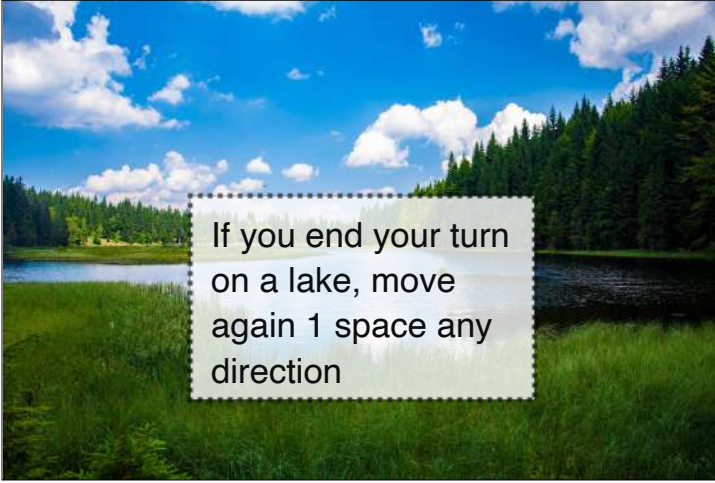 If you end your turn
on a lake, move
again 1 space any
direction